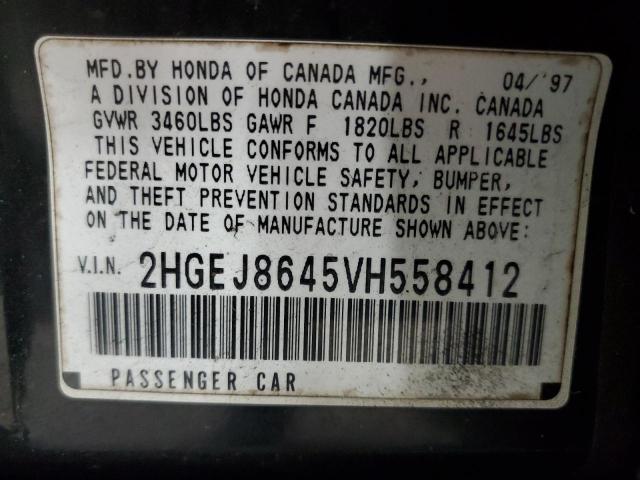 MFD. BY HONDA OF CANADA MFG., 04/'97
A DIVISION OF HONDA CANADA INC. CANADA
GVWR 3460LBS GAWR F 1820LBS R 1645LBS
THIS VEHICLE CONFORMS TO ALL APPLICABLE
FEDERAL MOTOR VEHICLE SAFETY, BUMPER,
AND THEFT PREVENTION STANDARDS IN EFFECT
ON THE DATE OF MANUFACTURE SHOWN ABOVE:
V.I.N. 2HGEJ8645VH558412
PASSENGER CAR